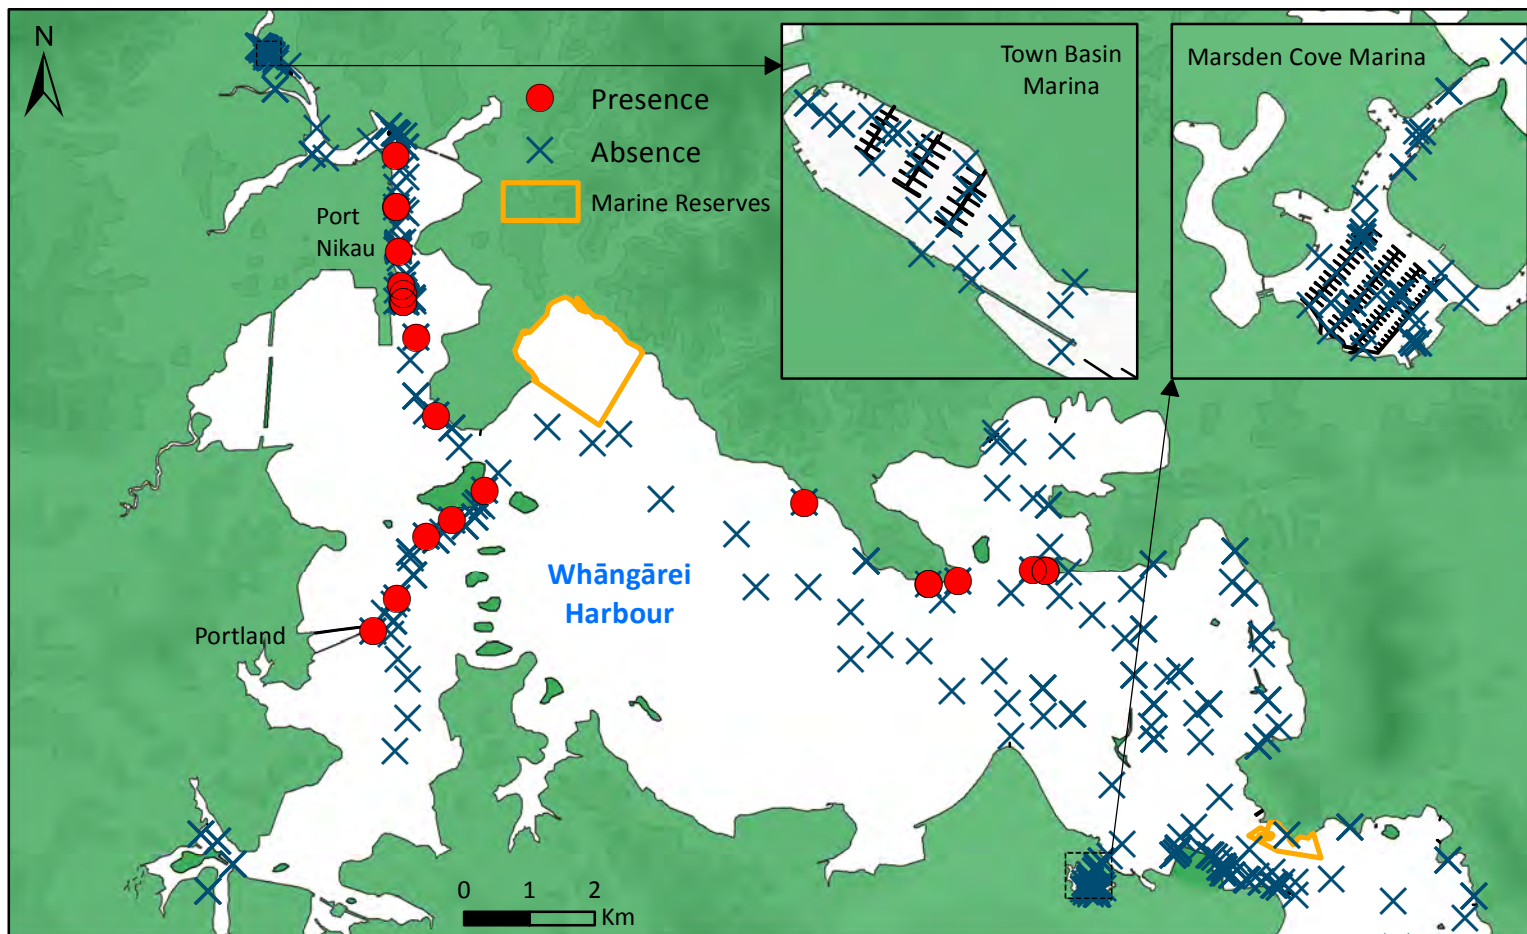 N
Presence
Absence
Marine Reserves
Town Basin
Marina
Marsden Cove Marina
Port
Nikau
Whāngārei
Harbour
Portland
0 1 2
Km